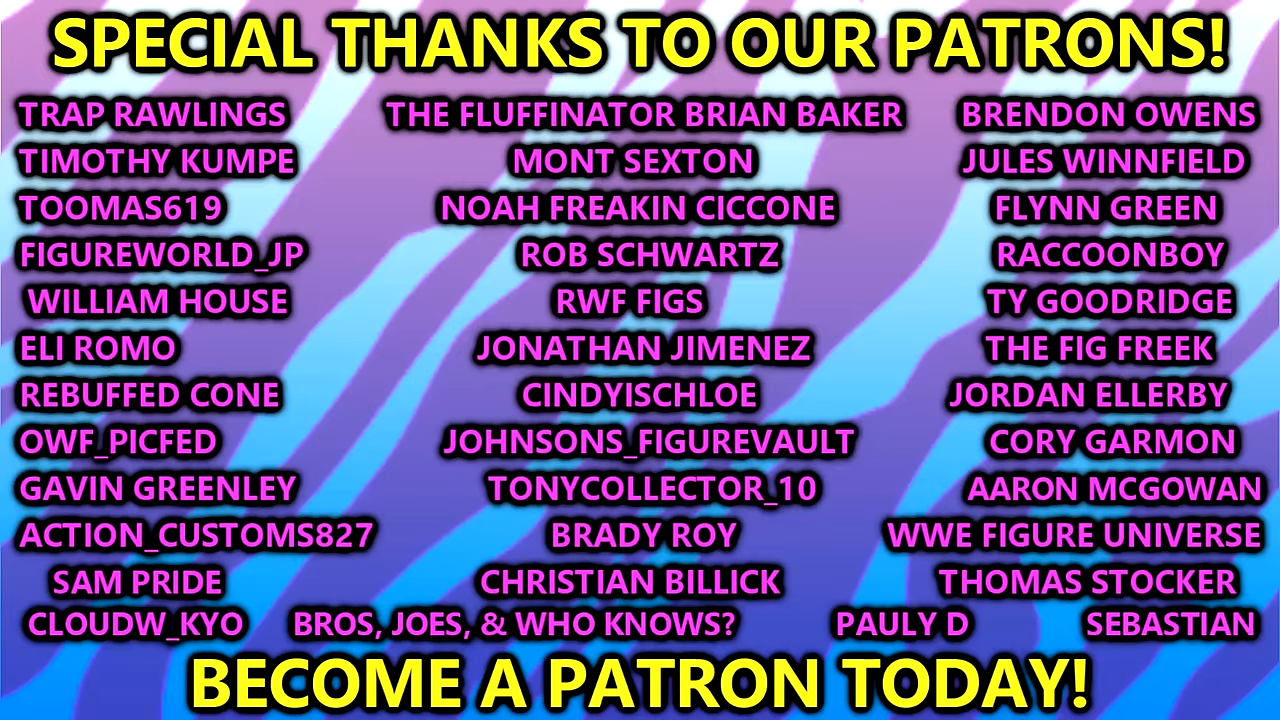 SPECIAL THANKS TO OUR PATRONS!
TRAP RAWLINGS THE FLUFFINATOR BRIAN BAKER BRENDON OWENS
TIMOTHY KUMPE MONT SEXTON JULES WINNFIELD
TOOMAS619 NOAH FREAKIN CICCONE FLYNN GREEN
FIGUREWORLD_JP ROB SCHWARTZ RACCOONBOY
WILLIAM HOUSE RWF FIGS TY GOODRIDGE
ELI ROMO JONATHAN JIMENEZ THE FIG FREEK
REBUFFED CONE CINDYISCHLOE JORDAN ELLERBY
OWF_PICFED JOHNSONS_FIGUREVAULT CORY GARMON
GAVIN GREENLEY TONYCOLLECTOR_10 AARON MCGOWAN
ACTION_CUSTOMS827 BRADY ROY WWE FIGURE UNIVERSE
SAM PRIDE CHRISTIAN BILLICK THOMAS STOCKER
CLOUDW_KYO BROS, JOES, & WHO KNOWS? PAULY D SEBASTIAN
BECOME A PATRON TODAY!